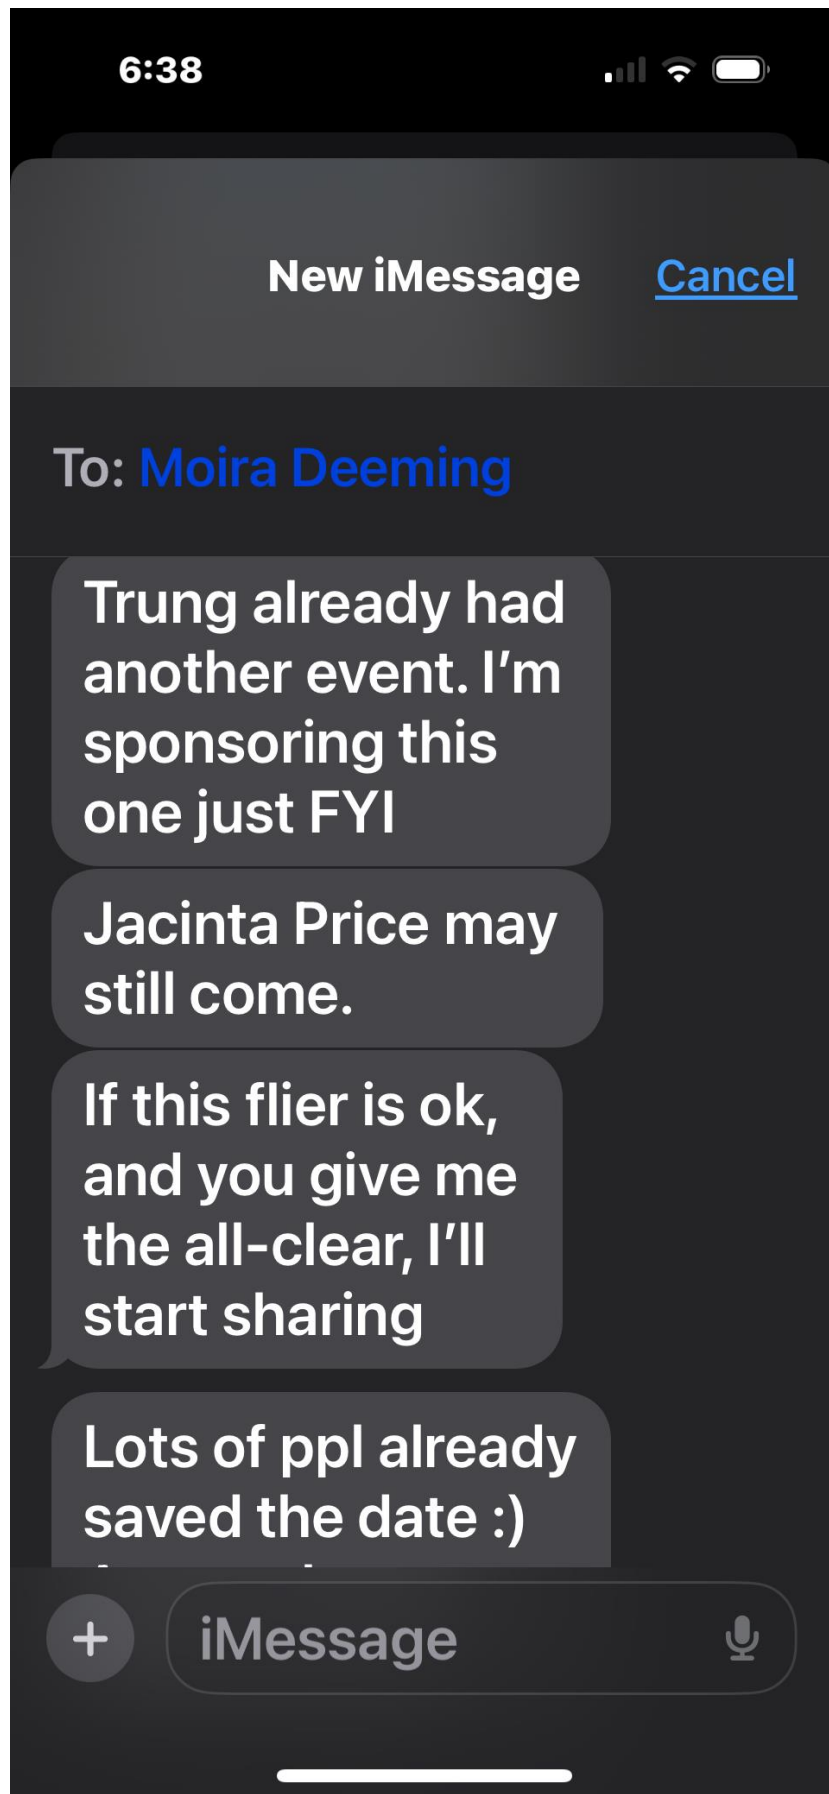 6:38
New iMessage
Cancel
To: Moira Deeming
Trung already had
another event. I'm
sponsoring this
one just FYI
Jacinta Price may
still come.
If this flier is ok,
and you give me
the all-clear, I'll
start sharing
Lots of ppl already
saved the date :)
iMessage